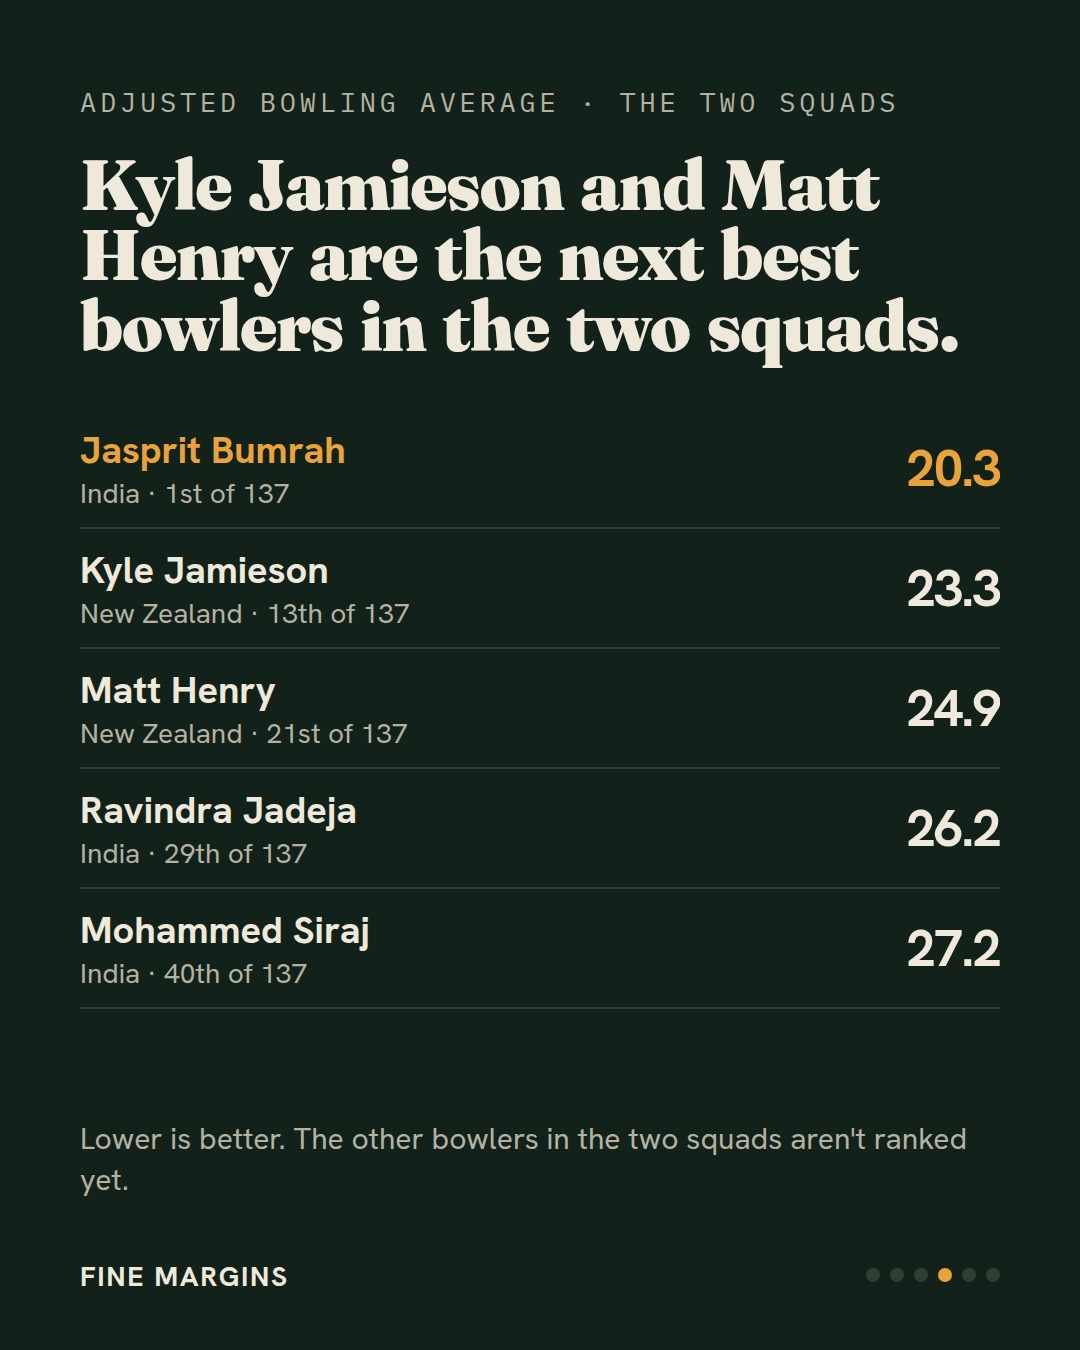 ADJUSTED BOWLING AVERAGE · THE TWO SQUADS
Kyle Jamieson and Matt
Henry are the next best
bowlers in the two squads.
Jasprit Bumrah
20.3
India · 1st of 137
Kyle Jamieson
23.3
New Zealand · 13th of 137
Matt Henry
24.9
New Zealand · 21st of 137
Ravindra Jadeja
26.2
India · 29th of 137
Mohammed Siraj
27.2
India · 40th of 137
Lower is better. The other bowlers in the two squads aren't ranked
yet.
FINE MARGINS